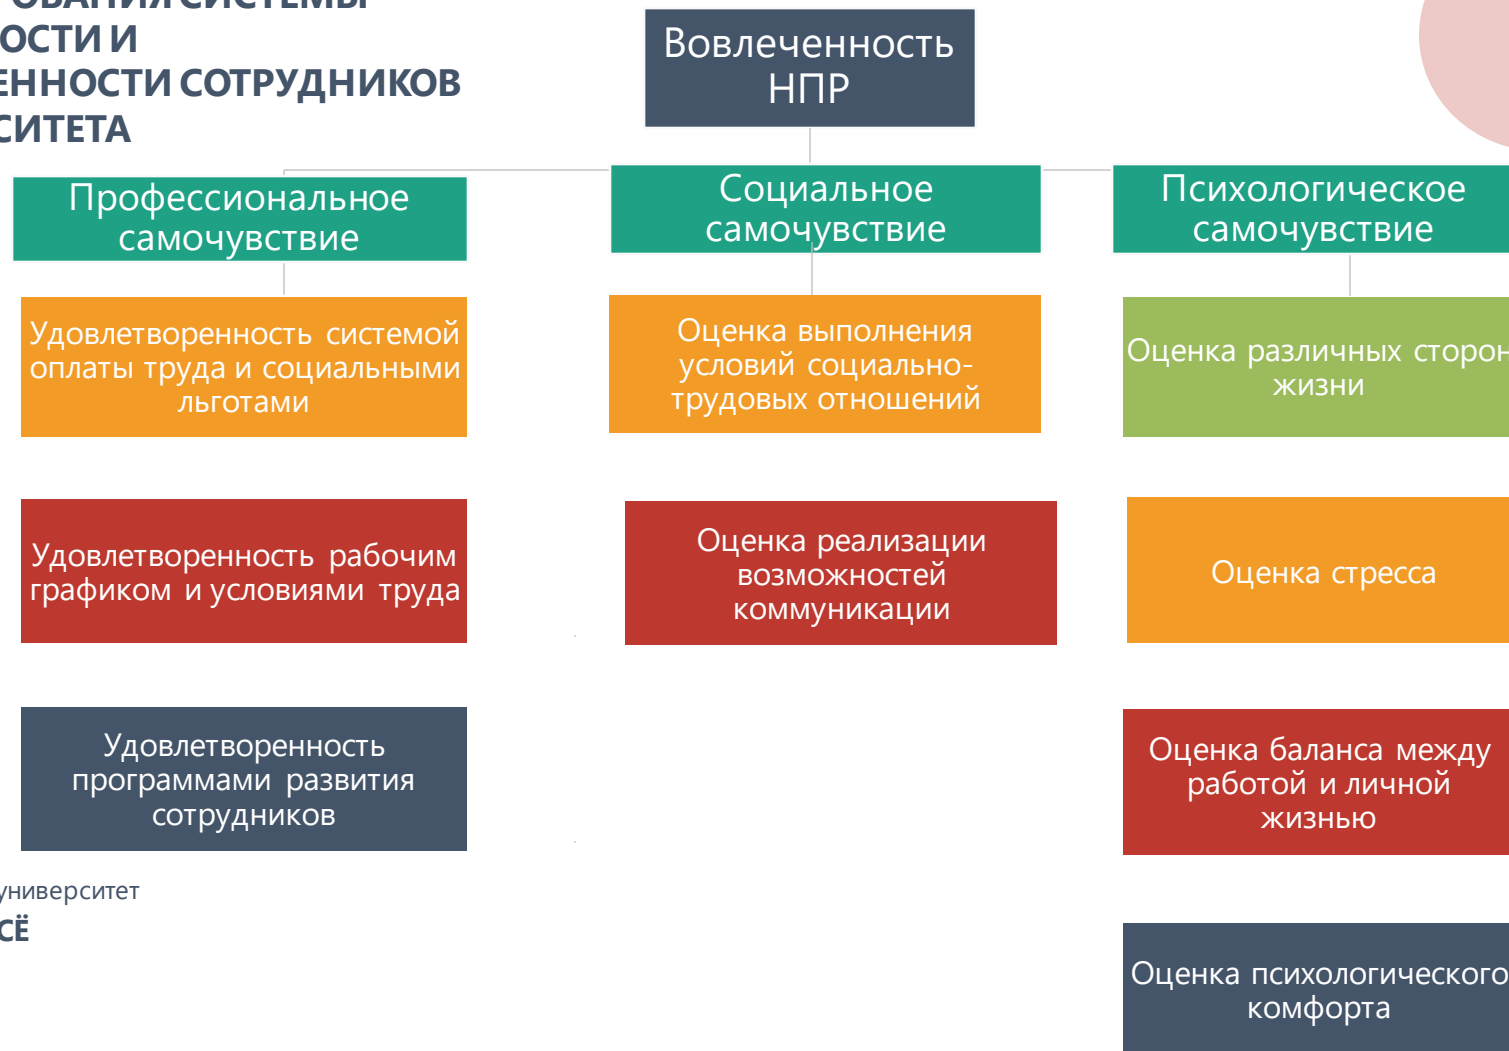 ОВАНИЯ СИСТЕМЫ
ОСТИ И
ЕННОСТИ СОТРУДНИКОВ
СИТЕТА
Вовлеченность
НПР
Профессиональное
самочувствие
Социальное
самочувствие
Психологическое
самочувствие
Удовлетворенность системой
оплаты труда и социальными
льготами
Оценка выполнения
условий социально-
трудовых отношений
Оценка различных сторон
жизни
Удовлетворенность рабочим
графиком и условиями труда
Оценка реализации
возможностей
коммуникации
Оценка стресса
Удовлетворенность
программами развития
сотрудников
Оценка баланса между
работой и личной
жизнью
университет
СЁ
Оценка психологического
комфорта